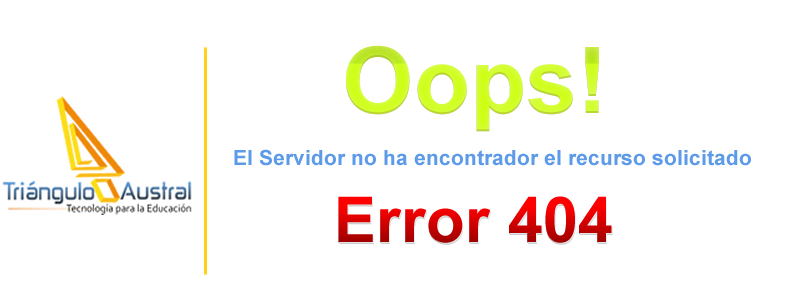 Oops!
El Servidor no ha encontrador el recurso solicitado
Triángulo Austral
Tecnología para la Educación
Error 404